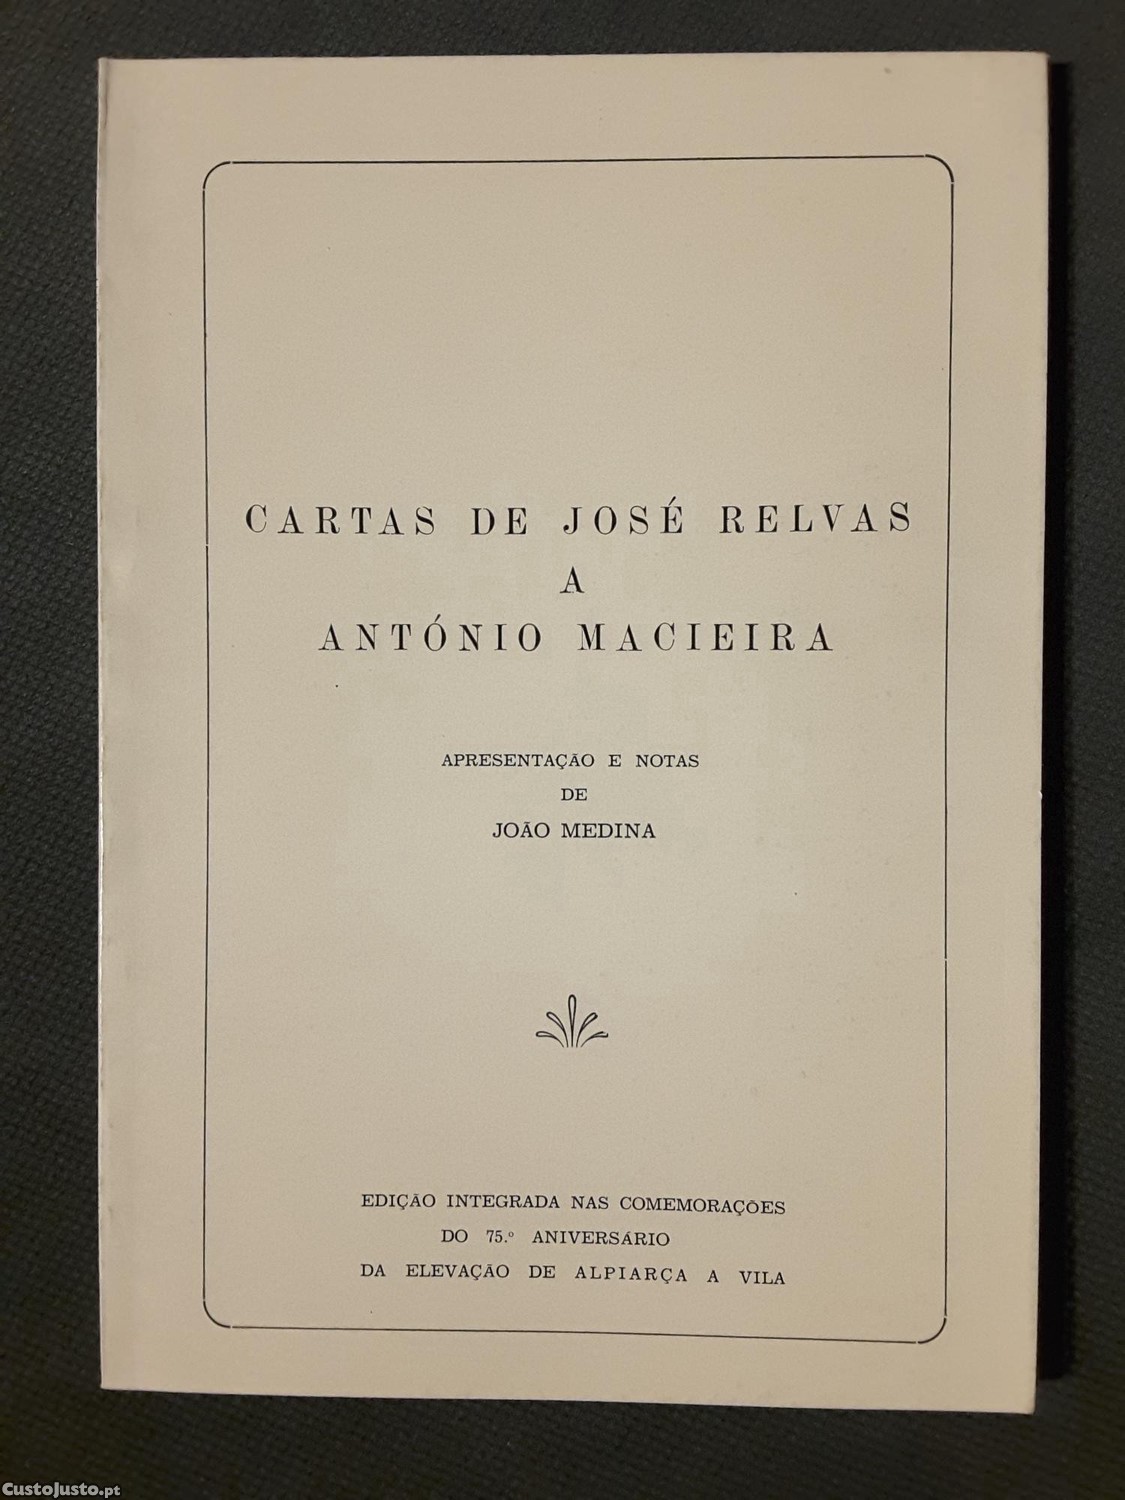 CARTAS DE JOSÉ RELVAS
A
ANTÓNIO MACIEIRA
APRESENTAÇÃO E NOTAS
DE
JOÃO MEDINA
EDIÇÃO INTEGRADA NAS COMEMORAÇÕES
DO 75.º ANIVERSÁRIO
DA ELEVAÇÃO DE ALPIARÇA A VILA
CustoJusto.pt